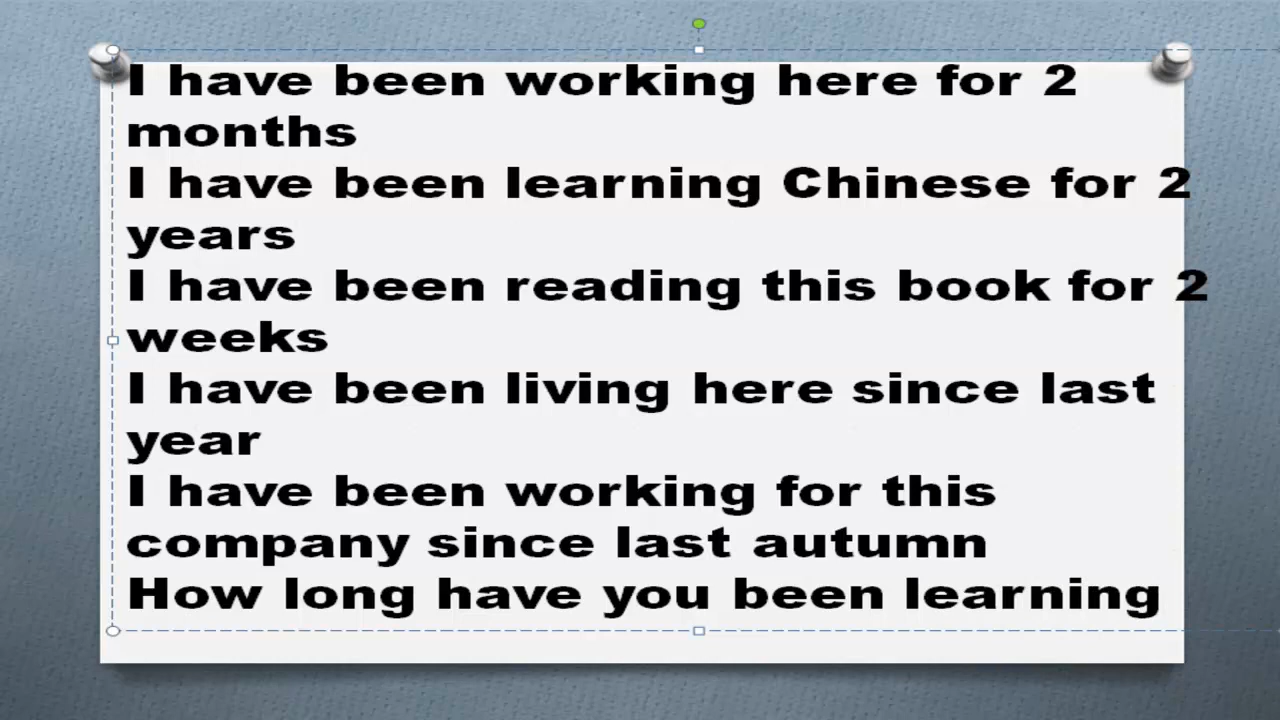 I have been working here for 2
months
I have been learning Chinese for 2
years
I have been reading this book for 2
weeks
I have been living here since last
year
I have been working for this
company since last autumn
How long have you been learning